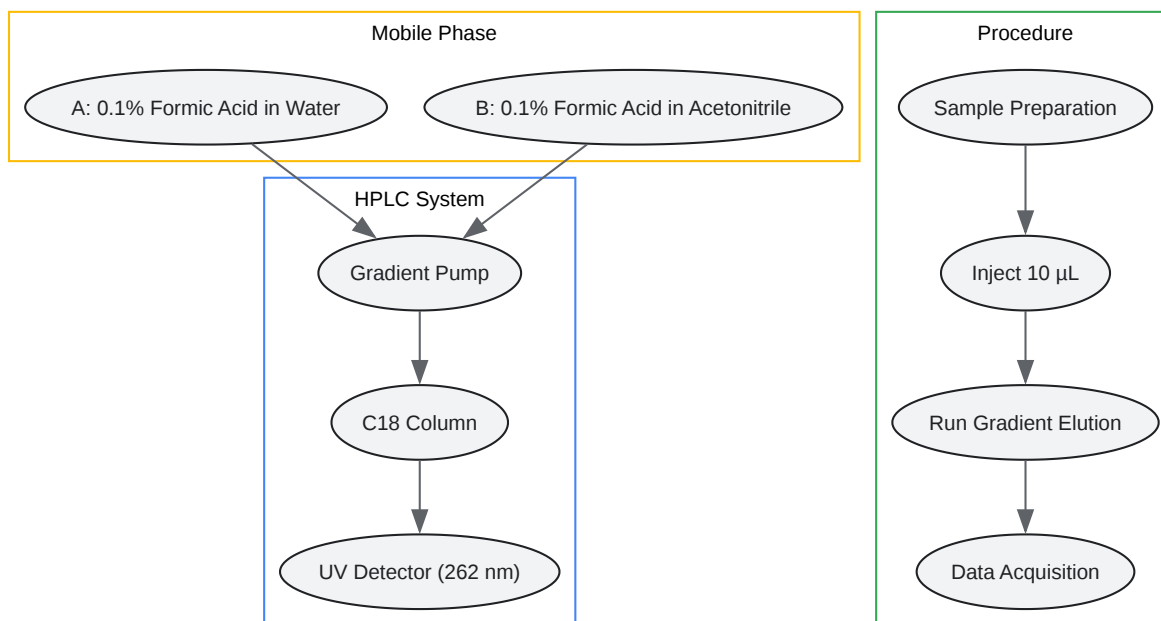 Mobile Phase
A: 0.1% Formic Acid in Water
B: 0.1% Formic Acid in Acetonitrile
HPLC System
Gradient Pump
C18 Column
UV Detector (262 nm)
Procedure
Sample Preparation
Inject 10 µL
Run Gradient Elution
Data Acquisition